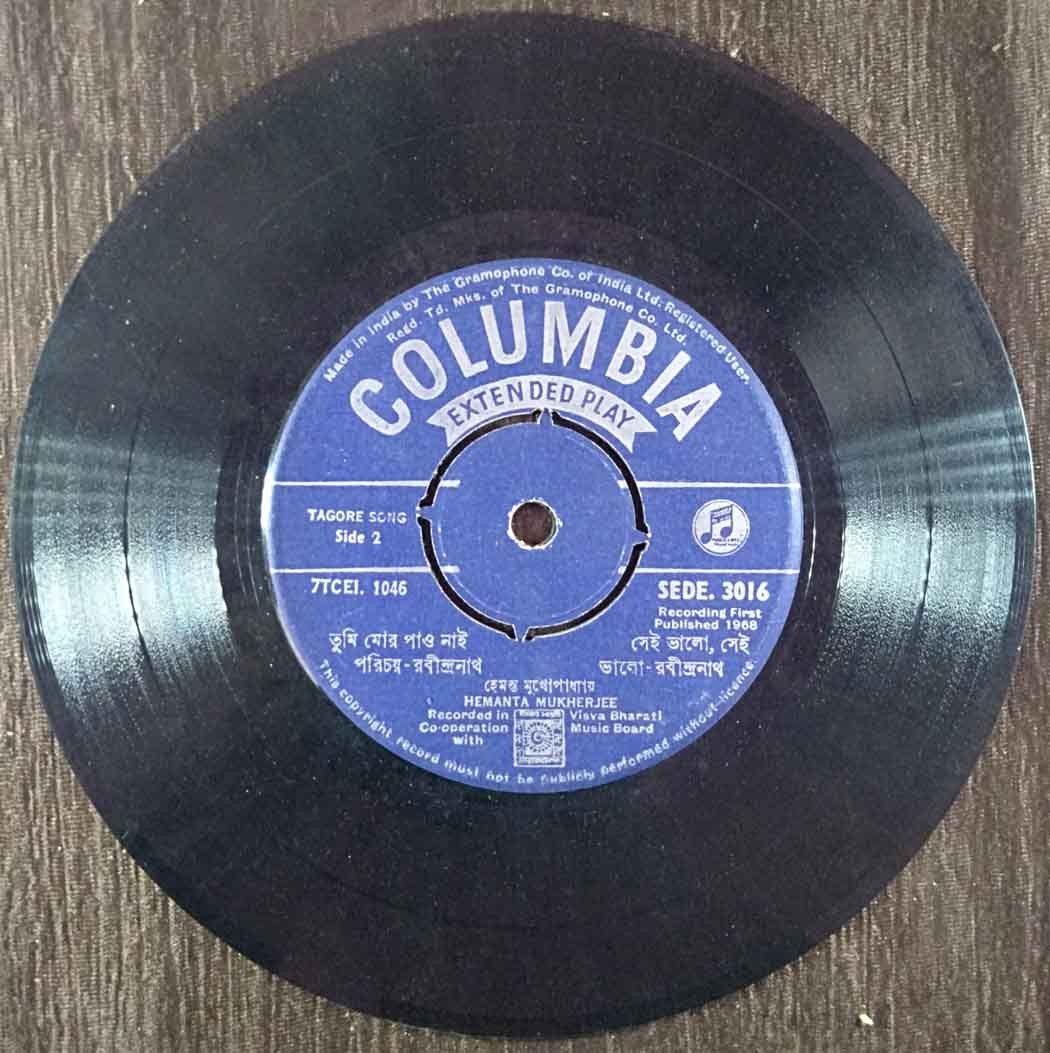 Made in India by The Gramophone Co. of India Ltd. Registered User.
Regd. Td. Mks. of The Gramophone Co. Ltd.
COLUMBIA
EXTENDED PLAY
TAGORE SONG
Side 2
7TCEI. 1046
SEDE. 3016
Recording First
Published 1968
তুমি মোর পাও নাই
পরিচয় - রবীন্দ্রনাথ
সেই ভালো, সেই
ভালো - রবীন্দ্রনাথ
হেমন্ত মুখোপাধ্যায়
HEMANTA MUKHERJEE
Recorded in Visva Bharati
Co-operation Music Board
with
This copyright record must not be publicly performed without licence.